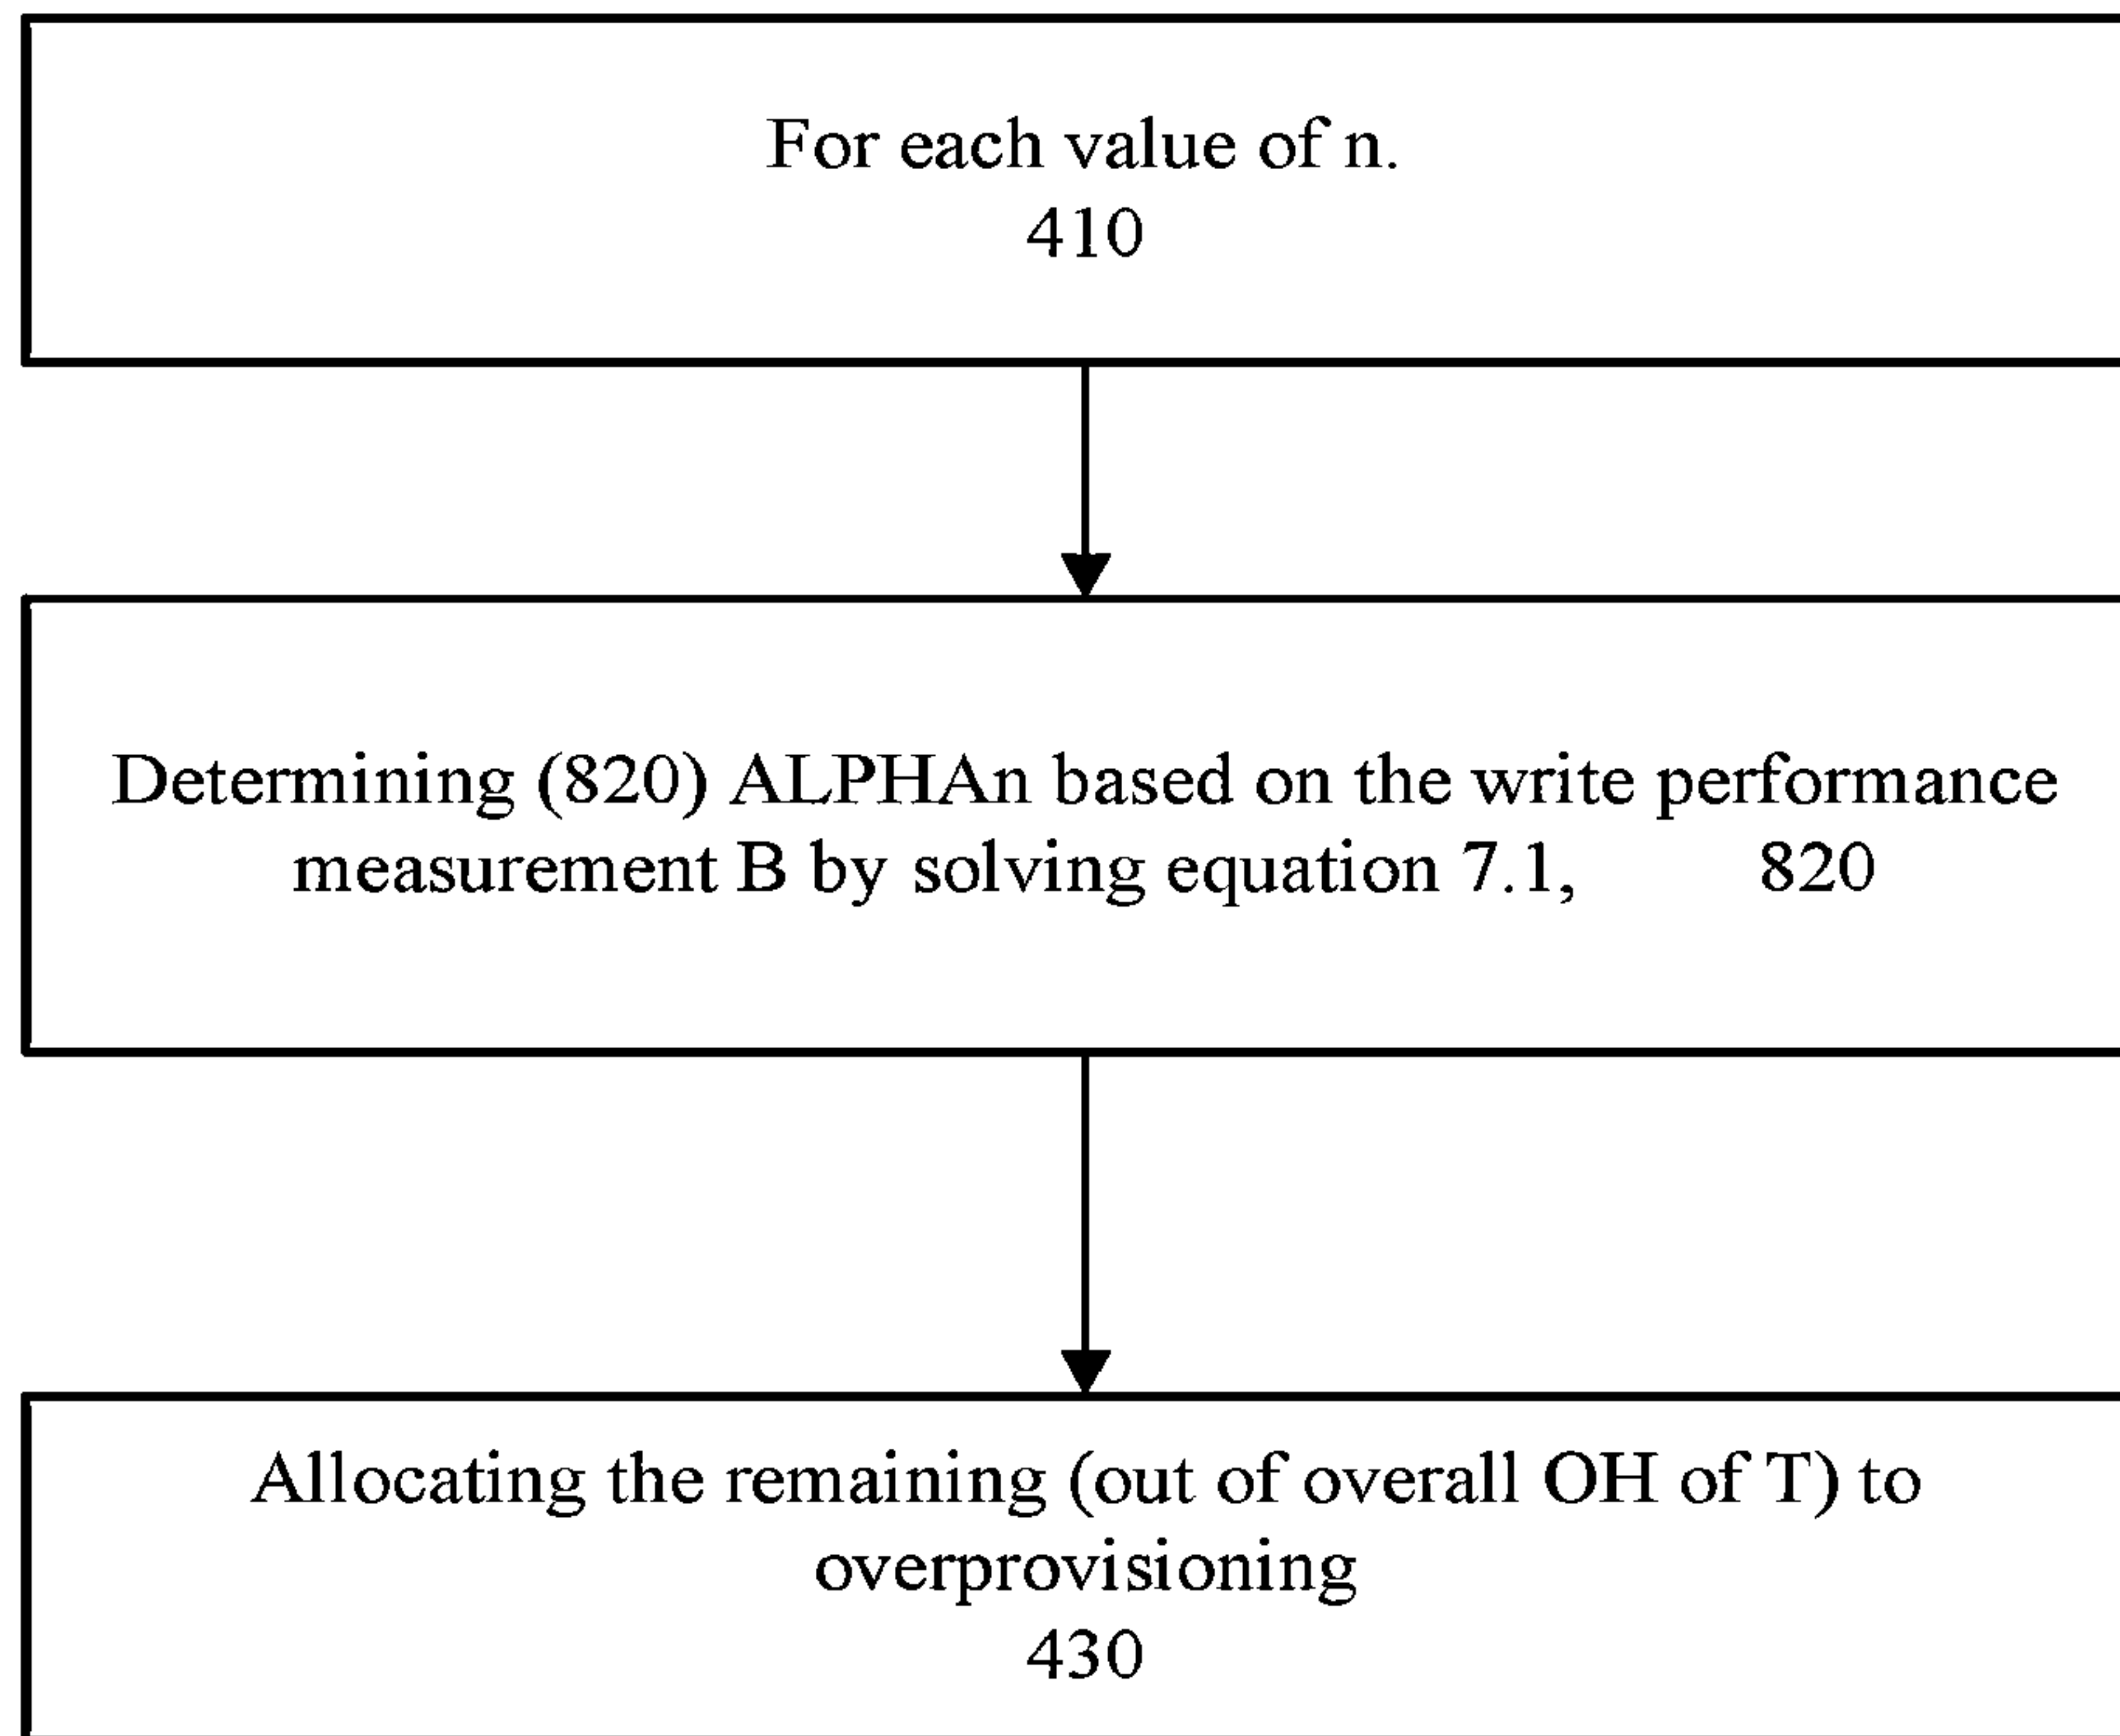 For each value of n.
410
Determining (820) ALPHAn based on the write performance
measurement B by solving equation 7.1, 820
Allocating the remaining (out of overall OH of T) to
overprovisioning
430